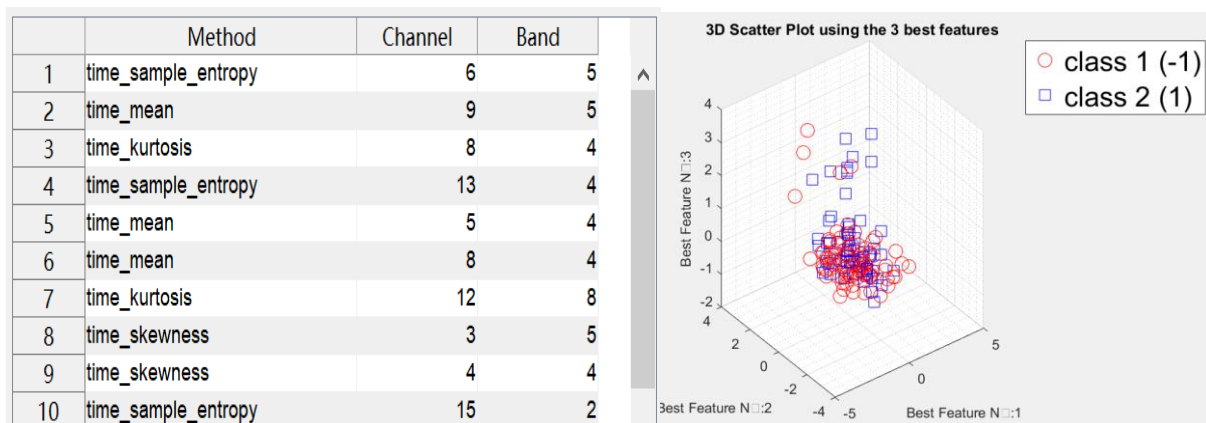 Method Channel Band
1 time_sample_entropy 6 5
2 time_mean 9 5
3 time_kurtosis 8 4
4 time_sample_entropy 13 4
5 time_mean 5 4
6 time_mean 8 4
7 time_kurtosis 12 8
8 time_skewness 3 5
9 time_skewness 4 4
10 time_sample_entropy 15 2
3D Scatter Plot using the 3 best features
class 1 (-1)
class 2 (1)
4
3
2
1
0
-1
-2
Best Feature N□:3
4
2
0
-2
-4
Best Feature N□:2
-5
0
5
Best Feature N□:1